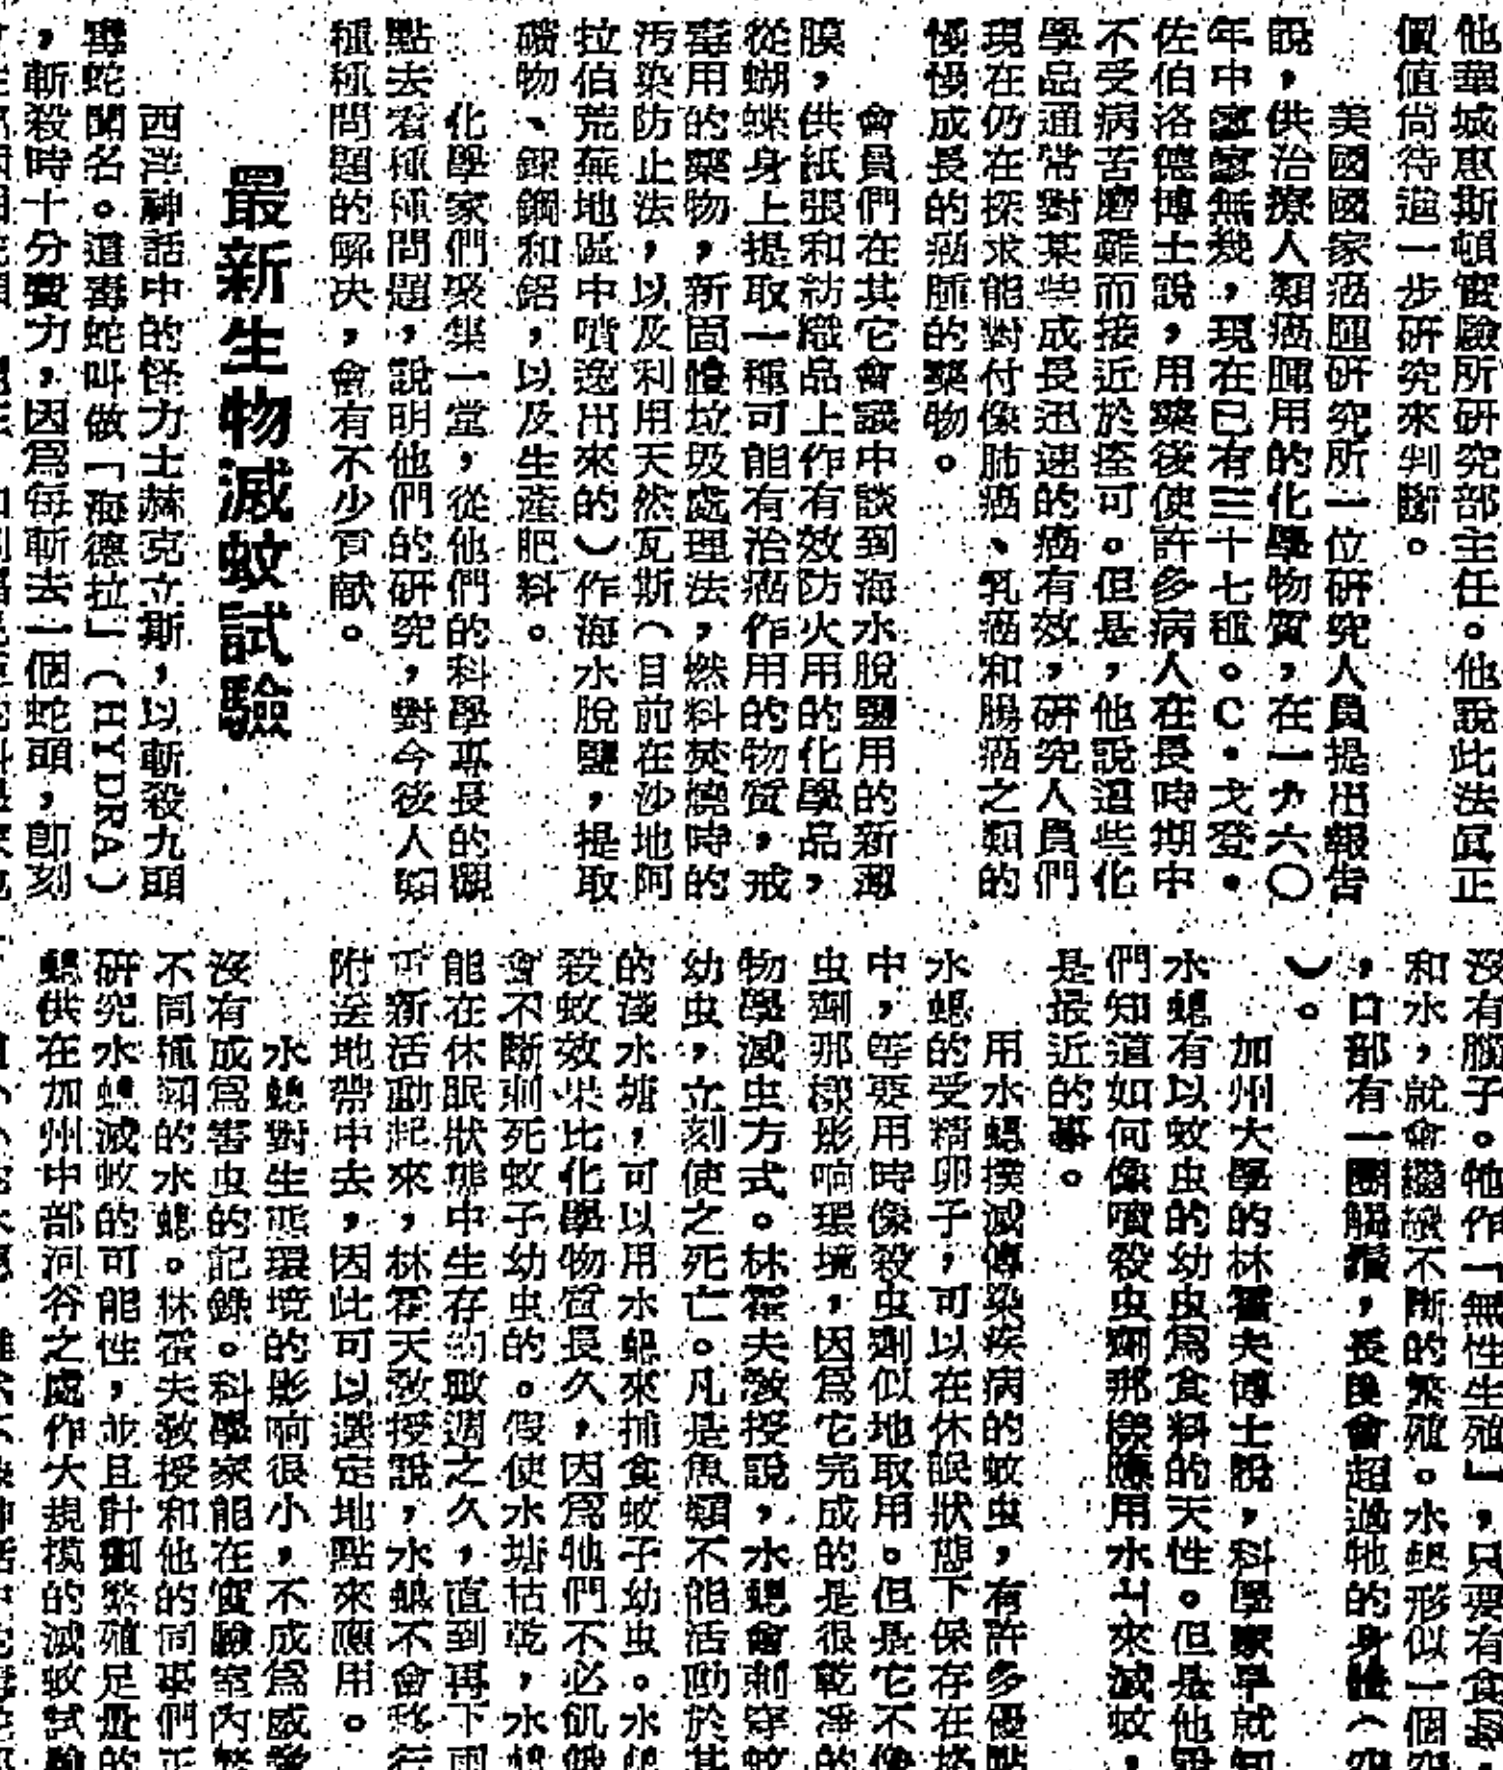 他華城惠斯頓實驗所研究部主任。他說此法眞正
價值尙待進一步研究來判斷。
美國國家癌腫研究所一位研究人員提出報告
說,供治療人類癌腫用的化學物質,在一九六〇
年中寥寥無幾,現在已有三十七種。C・戈登・
佐伯洛德博士說,用藥後使許多病人在長時期中
不受病苦磨難而接近於痊可。但是,他說這些化
學品通常對某些成長迅速的癌有效,研究人員們
現在仍在探求能對付像肺癌、乳癌和腸癌之類的
慢慢成長的癌腫的藥物。
會員們在其它會議中談到海水脫鹽用的新薄
膜,供紙張和紡織品上作有效防火用的化學品,
從蝴蝶身上提取一種可能有治癌作用的物質,戒
毒用的藥物,新固體垃圾處理法,燃料焚燒時的
污染防止法,以及利用天然瓦斯(目前在沙地阿
拉伯荒蕪地區中噴逸出來的)作海水脫鹽,提取
礦物、鎳鋼和鋁,以及生產肥料。
化學家們聚集一堂,從他們的科學專長的觀
點去看種種問題,說明他們的研究,對今後人類
種種問題的解決,會有不少貢献。
最新生物滅蚊試驗
西洋神話中的怪力士赫克立斯,以斬殺九頭
毒蛇聞名。這毒蛇叫做「海德拉」(HYDRA)
,斬殺時十分費力,因爲每斬去一個蛇頭,卽刻
沒有腦子。牠作「無性生殖」,只要有食
和水,就會繼續不斷的繁殖。水螅形似一個
,口部有一圈觸鬚,長度會超過牠的身體(
)。
加州大學的林霍夫博士說,科學家早就知
水螅有以蚊虫的幼虫爲食料的天性。但是他
們知道如何像噴殺虫劑那樣應用水螅來滅蚊,
是最近的事。
用水螅撲滅傳染疾病的蚊虫,有許多優點
水螅的受精卵子,可以在休眠狀態下保存在
中,等要用時像殺虫劑似地取用。但是它不像
虫劑那樣影响環境,因爲它完成的是很乾淨的
物學滅虫方式。林霍夫敎授說,水螅會刺穿蚊
幼虫,立刻使之死亡。凡是魚類不能活動於其
的淺水塘,可以用水螅來捕食蚊子幼虫。水螅
殺蚊效果比化學物質長久,因爲牠們不必飢餓
會不斷刺死蚊子幼虫的。假使水塘枯乾,水螅
能在休眠狀態中生存約數週之久,直到再下雨
重新活動起來,林霍夫敎授說,水螅不會移行
附近地帶中去,因此可以選定地點來應用。
水螅對生態環境的影响很小,不成爲威脅
沒有成爲害虫的記錄。科學家能在實驗室內繁
不同種類的水螅。林霍夫敎授和他的同事們正
研究水螅滅蚊的可能性,並且計劃繁殖足量的
螅供在加州中部河谷之處作大規模的滅蚊試驗